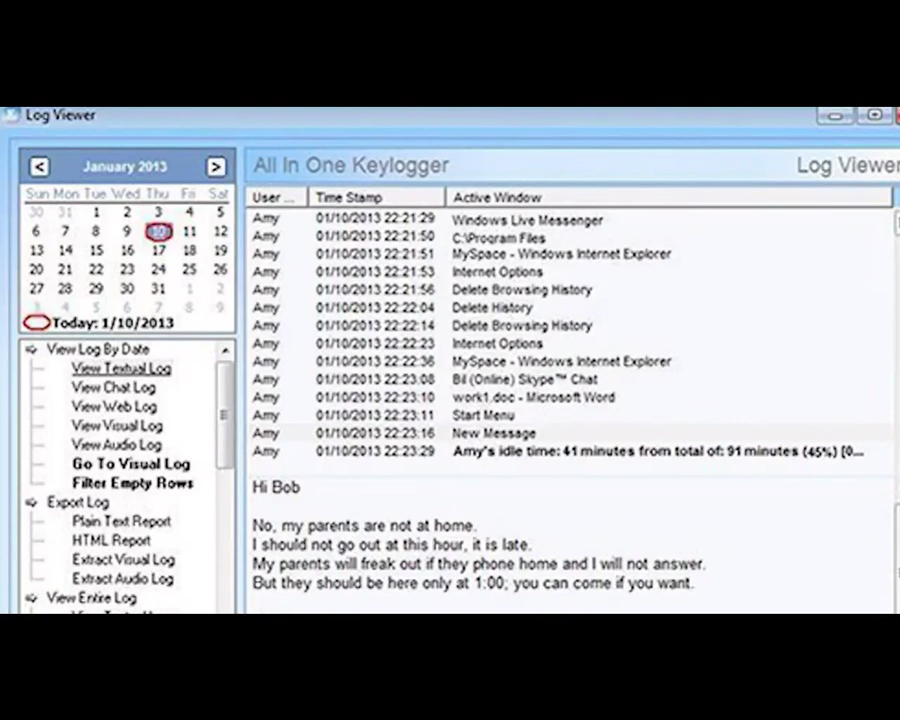 Log Viewer
January 2013
Sun Mon Tue Wed Thu Fri Sat
30 31 1 2 3 4 5
6 7 8 9 10 11 12
13 14 15 16 17 18 19
20 21 22 23 24 25 26
27 28 29 30 31 1 2
3 4 5 6 7 8 9
Today: 1/10/2013
View Log By Date
View Textual Log
View Chat Log
View Web Log
View Visual Log
View Audio Log
Go To Visual Log
Filter Empty Rows
Export Log
Plain Text Report
HTML Report
Extract Visual Log
Extract Audio Log
View Entire Log
All In One Keylogger Log Viewer
User ... Time Stamp Active Window
Amy 01/10/2013 22:21:29 Windows Live Messenger
Amy 01/10/2013 22:21:50 C:\Program Files
Amy 01/10/2013 22:21:51 MySpace - Windows Internet Explorer
Amy 01/10/2013 22:21:53 Internet Options
Amy 01/10/2013 22:21:56 Delete Browsing History
Amy 01/10/2013 22:22:04 Delete History
Amy 01/10/2013 22:22:14 Delete Browsing History
Amy 01/10/2013 22:22:23 Internet Options
Amy 01/10/2013 22:22:36 MySpace - Windows Internet Explorer
Amy 01/10/2013 22:23:08 Bil (Online) Skype™ Chat
Amy 01/10/2013 22:23:10 work1.doc - Microsoft Word
Amy 01/10/2013 22:23:11 Start Menu
Amy 01/10/2013 22:23:16 New Message
Amy 01/10/2013 22:23:29 Amy's idle time: 41 minutes from total of: 91 minutes (45%) [0...
Hi Bob
No, my parents are not at home.
I should not go out at this hour, it is late.
My parents will freak out if they phone home and I will not answer.
But they should be here only at 1:00; you can come if you want.